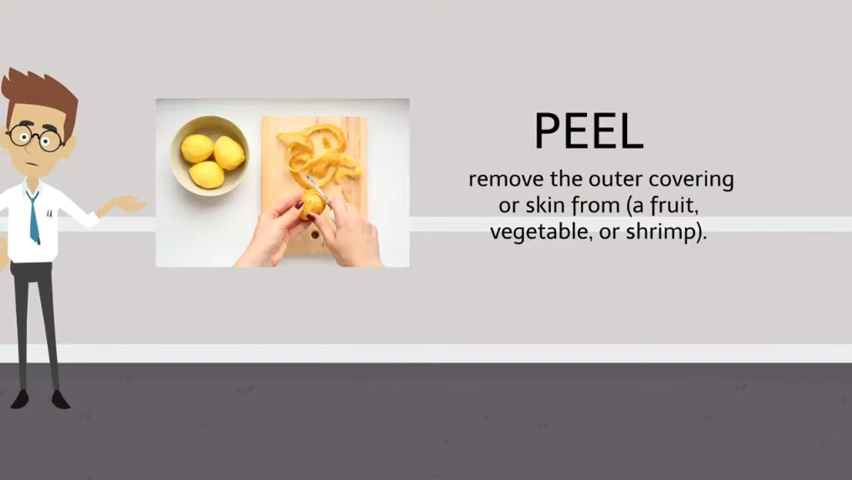 PEEL
remove the outer covering
or skin from (a fruit,
vegetable, or shrimp).